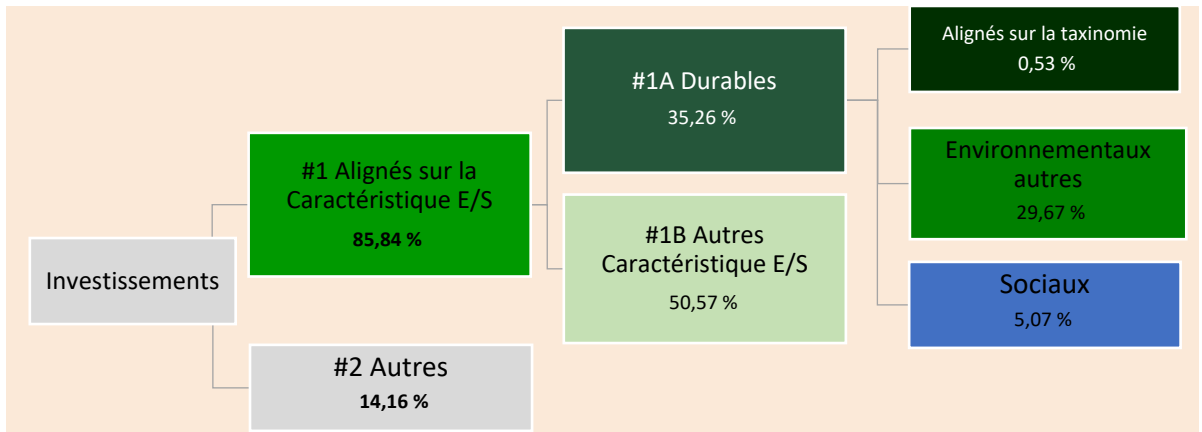 Investissements
#1 Alignés sur la
Caractéristique E/S
85,84 %
#2 Autres
14,16 %
#1A Durables
35,26 %
#1B Autres
Caractéristique E/S
50,57 %
Alignés sur la taxinomie
0,53 %
Environnementaux
autres
29,67 %
Sociaux
5,07 %